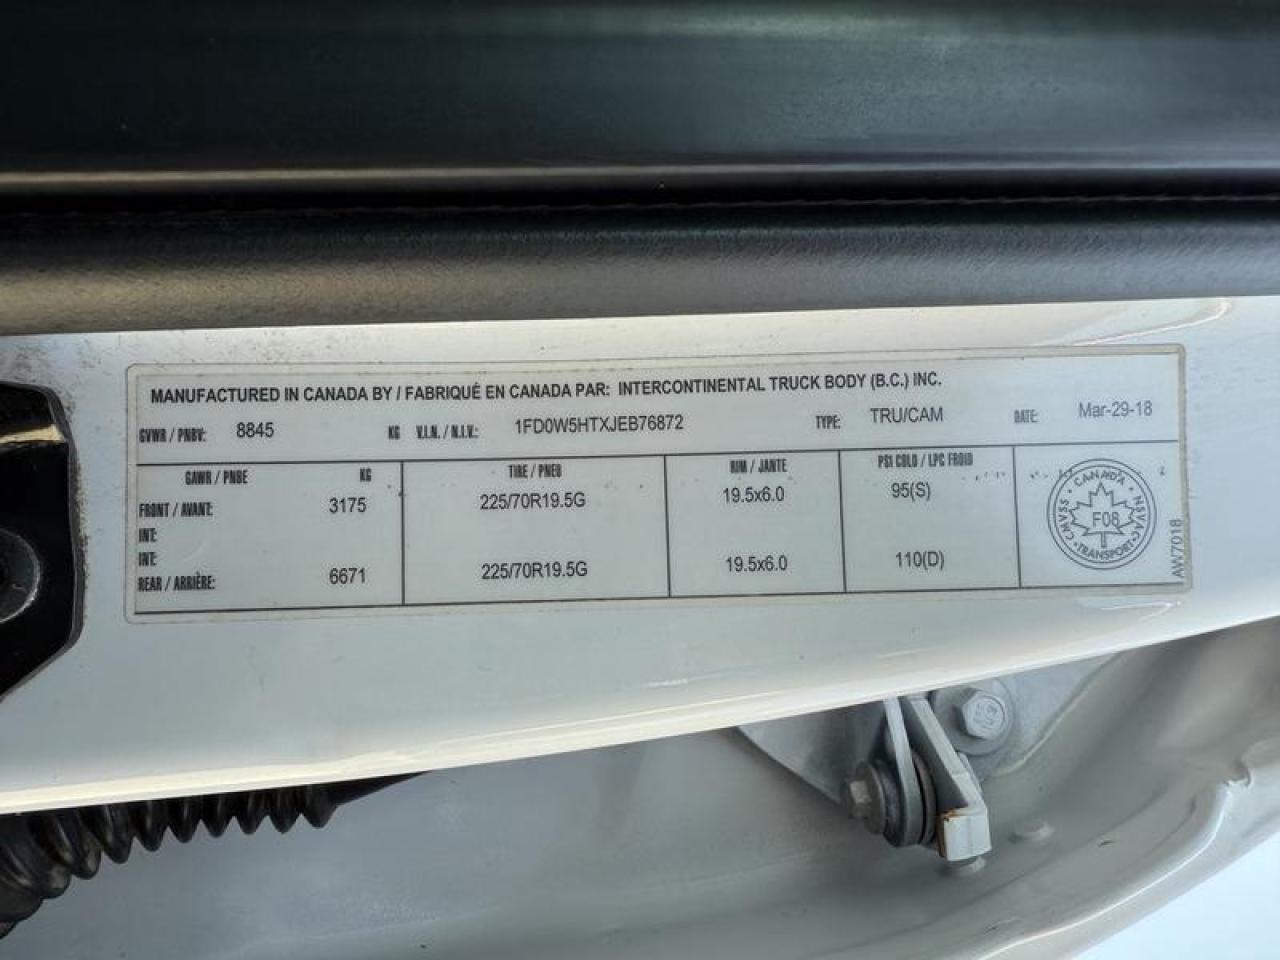 MANUFACTURED IN CANADA BY / FABRIQUÉ EN CANADA PAR: INTERCONTINENTAL TRUCK BODY (B.C.) INC.
GVWR / PNBV: 8845 KG V.I.N. / N.I.V.: 1FD0W5HTXJEB76872 TYPE: TRU/CAM DATE: Mar-29-18
GAWR / PNBE KG TIRE / PNEU RIM / JANTE PSI COLD / LPC FROID
FRONT / AVANT: 3175 225/70R19.5G 19.5x6.0 95(S)
INT:
INT:
REAR / ARRIÈRE: 6671 225/70R19.5G 19.5x6.0 110(D)
CANADA
CMVSS
F08
NSVAC
TRANSPORT
AW7018